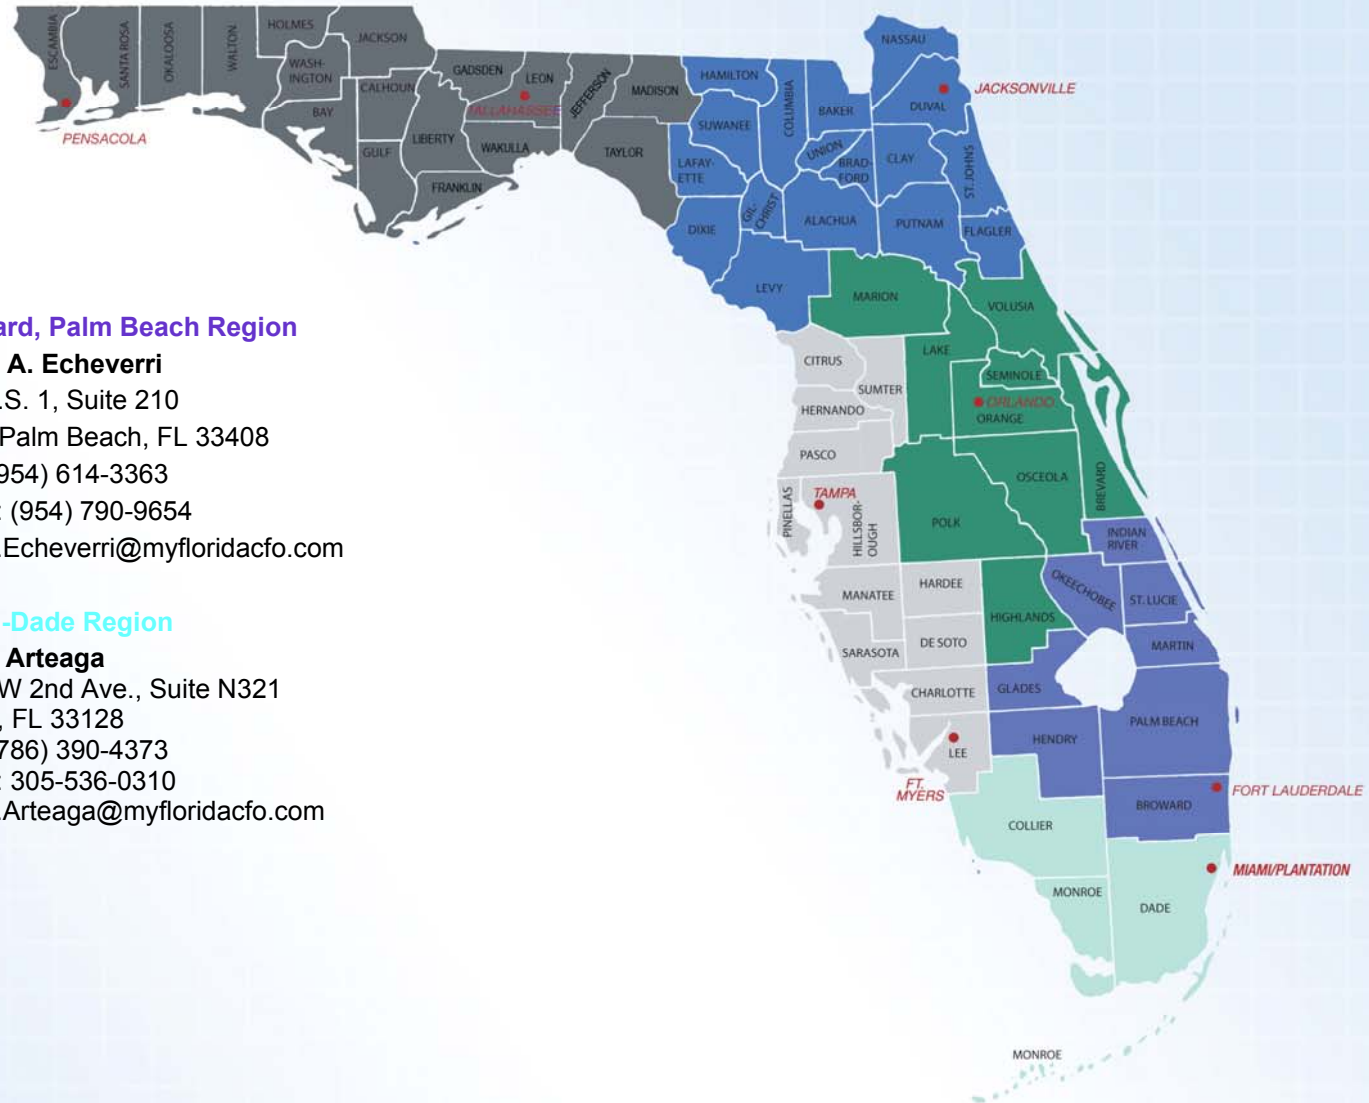 ESCAMBIA
SANTA ROSA
OKALOOSA
WALTON
HOLMES
WASH-
INGTON
JACKSON
BAY
CALHOUN
GULF
LIBERTY
GADSDEN
LEON
TALLAHASSEE
WAKULLA
FRANKLIN
JEFFERSON
MADISON
TAYLOR
PENSACOLA
HAMILTON
SUWANEE
LAFAY-
ETTE
DIXIE
COLUMBIA
GIL-
CHRIST
LEVY
BAKER
UNION
BRAD-
FORD
ALACHUA
NASSAU
DUVAL
JACKSONVILLE
CLAY
ST. JOHNS
PUTNAM
FLAGLER
MARION
VOLUSIA
LAKE
SEMINOLE
ORLANDO
ORANGE
OSCEOLA
BREVARD
POLK
HIGHLANDS
CITRUS
SUMTER
HERNANDO
PASCO
PINELLAS
TAMPA
HILLSBOR-
OUGH
MANATEE
HARDEE
SARASOTA
DE SOTO
CHARLOTTE
LEE
FT.
MYERS
INDIAN
RIVER
OKEECHOBEE
ST. LUCIE
MARTIN
GLADES
HENDRY
PALM BEACH
BROWARD
FORT LAUDERDALE
COLLIER
MONROE
DADE
MIAMI/PLANTATION
MONROE
ard, Palm Beach Region
A. Echeverri
.S. 1, Suite 210
Palm Beach, FL 33408
954) 614-3363
: (954) 790-9654
.Echeverri@myfloridacfo.com
-Dade Region
Arteaga
W 2nd Ave., Suite N321
, FL 33128
786) 390-4373
: 305-536-0310
.Arteaga@myfloridacfo.com